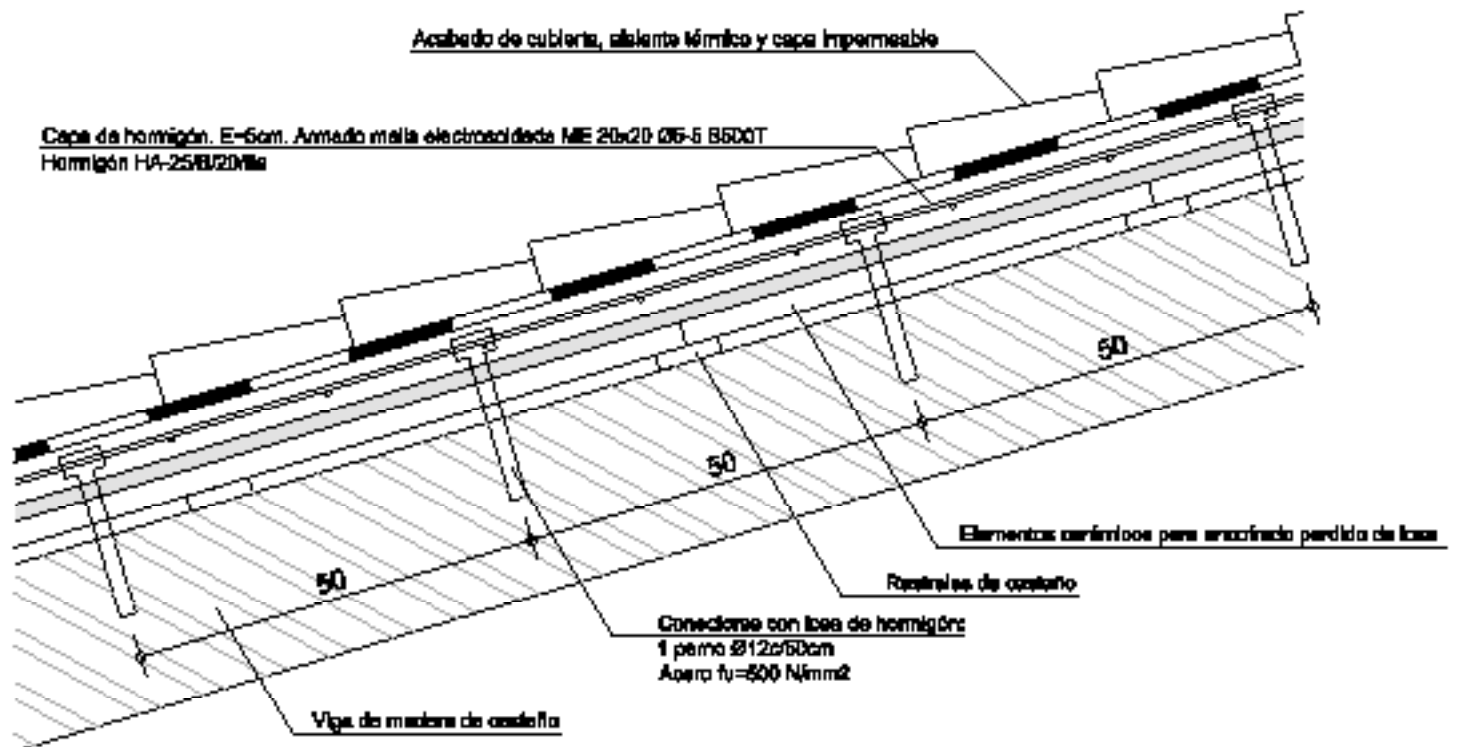 Acabado de cubierta, aislante térmico y capa impermeable
Capa de hormigón. E=5cm. Armado malla electrosoldada ME 20x20 Ø5-5 B500T
Hormigón HA-25/B/20/IIa
50
50
50
Elementos cerámicos para encofrado perdido de losa
Rastreles de castaño
Conectores con losa de hormigón:
1 perno Ø12c/50cm
Acero fu=500 N/mm2
Viga de madera de castaño